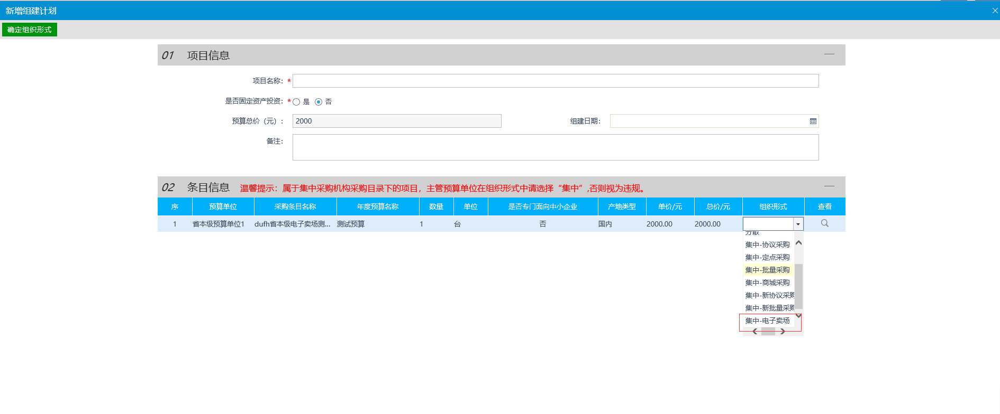 新增组建计划
确定组织形式
01 项目信息
项目名称： *
是否固定资产投资： * 是 否
预算总价（元）： 2000 组建日期：
备注：
02 条目信息 温馨提示：属于集中采购机构采购目录下的项目，主管预算单位在组织形式中请选择“集中”,否则视为违规。
序 预算单位 采购条目名称 年度预算名称 数量 单位 是否专门面向中小企业 产地类型 单价/元 总价/元 组织形式 查看
1 省本级预算单位1 dufh省本级电子卖场测... 测试预算 1 台 否 国内 2000.00 2000.00
分散
集中-协议采购
集中-定点采购
集中-批量采购
集中-商城采购
集中-新协议采购
集中-新批量采购
集中-电子卖场